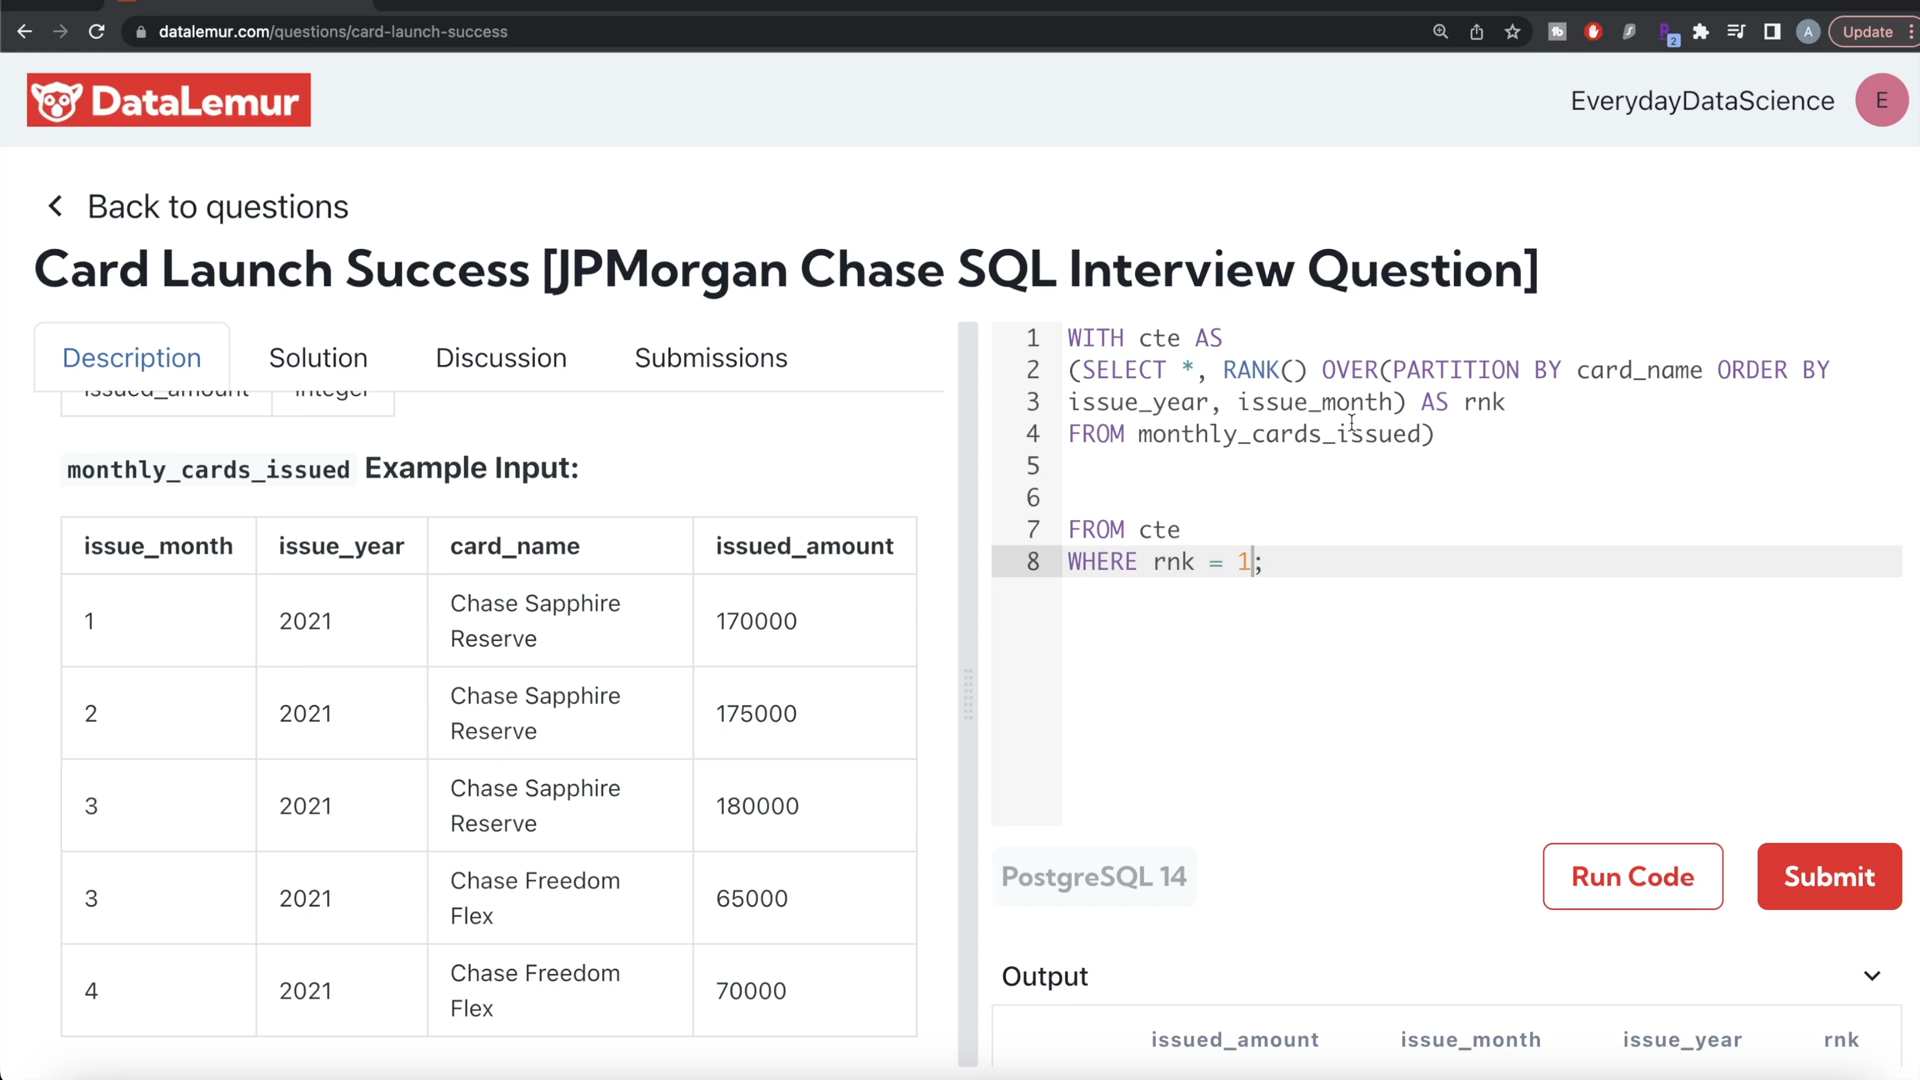 datalemur.com/questions/card-launch-success
2
A
Update
DataLemur
EverydayDataScience
E
Back to questions
Card Launch Success [JPMorgan Chase SQL Interview Question]
Description
Solution
Discussion
Submissions
issued_amount
integer
monthly_cards_issued Example Input:
issue_month issue_year card_name issued_amount
1 2021 Chase Sapphire Reserve 170000
2 2021 Chase Sapphire Reserve 175000
3 2021 Chase Sapphire Reserve 180000
3 2021 Chase Freedom Flex 65000
4 2021 Chase Freedom Flex 70000
1 WITH cte AS
2 (SELECT *, RANK() OVER(PARTITION BY card_name ORDER BY
3 issue_year, issue_month) AS rnk
4 FROM monthly_cards_issued)
5
6
7 FROM cte
8 WHERE rnk = 1;
PostgreSQL 14
Run Code
Submit
Output
issued_amount issue_month issue_year rnk